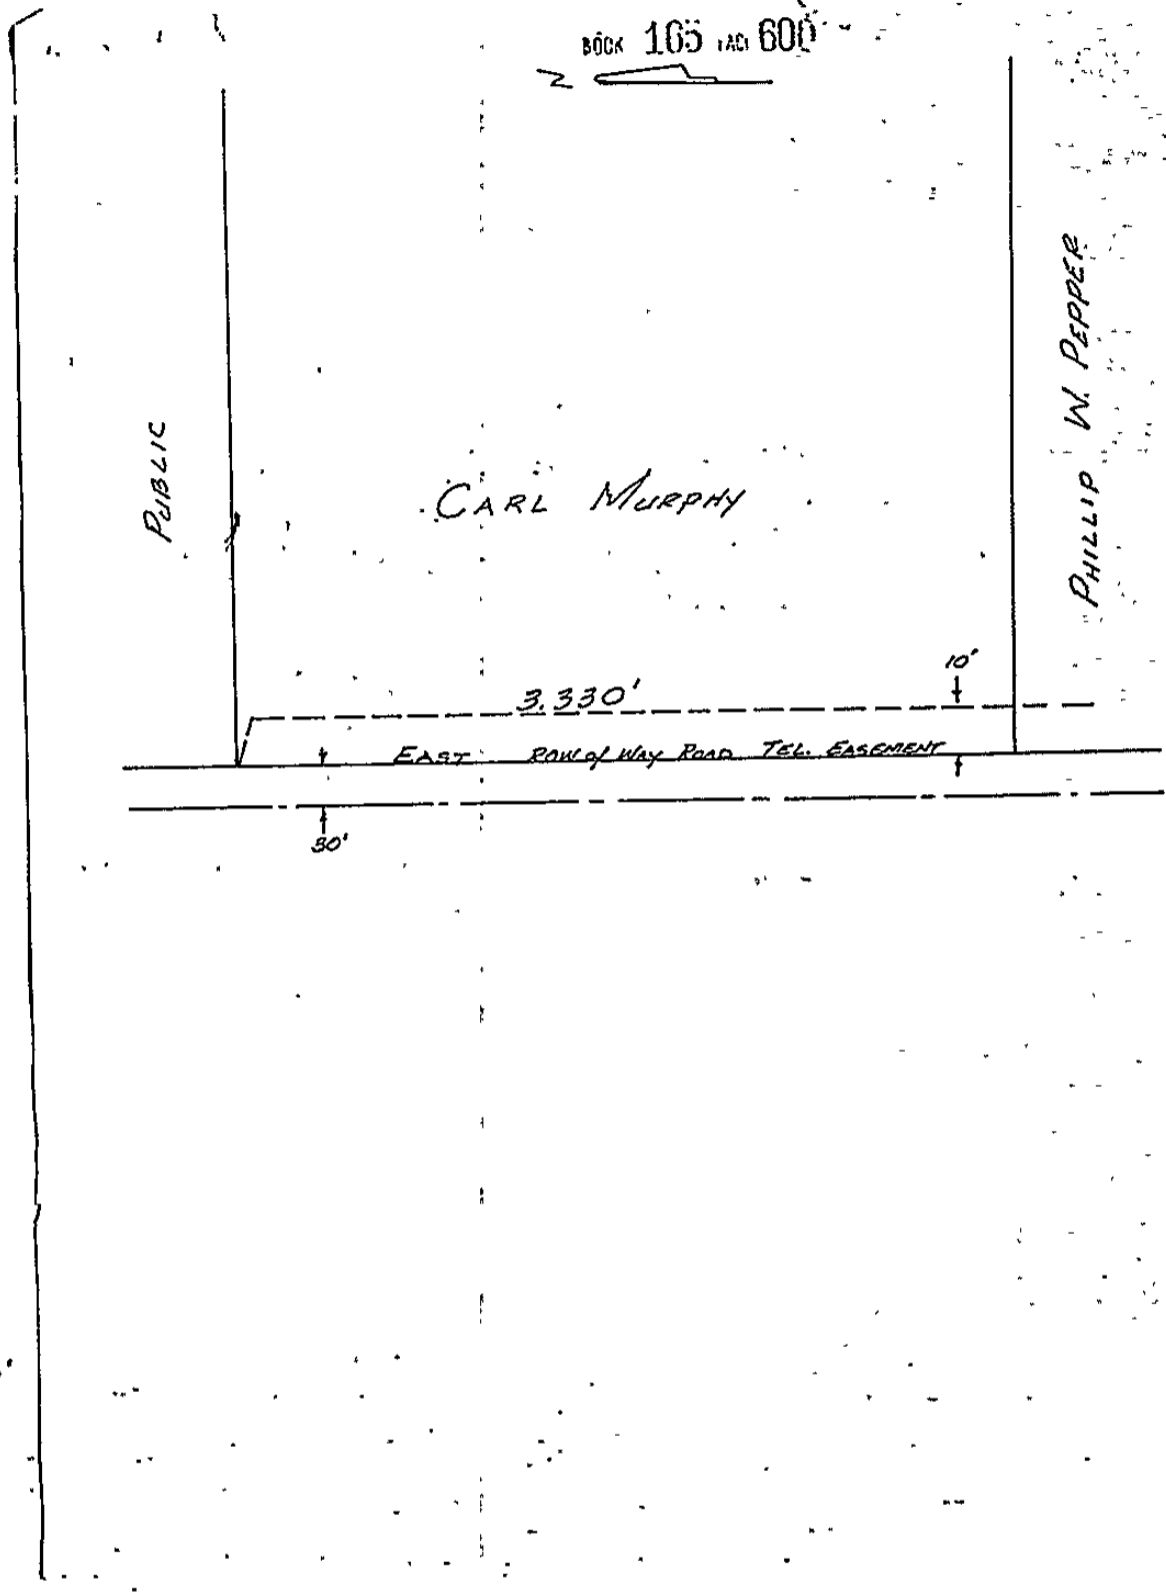 BOOK 165 PAGE 600
N
PUBLIC
CARL MURPHY
PHILLIP W. PEPPER
10'
3.330'
EAST ROW of WAY ROAD TEL. EASEMENT
30'